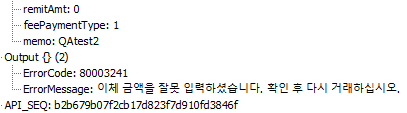 remitAmt: 0
feePaymentType: 1
memo: QAtest2
Output {} (2)
ErrorCode: 80003241
ErrorMessage: 이체 금액을 잘못 입력하셨습니다. 확인 후 다시 거래하십시오.
API_SEQ: b2b679b07f2cb17d823f7d910fd3846f